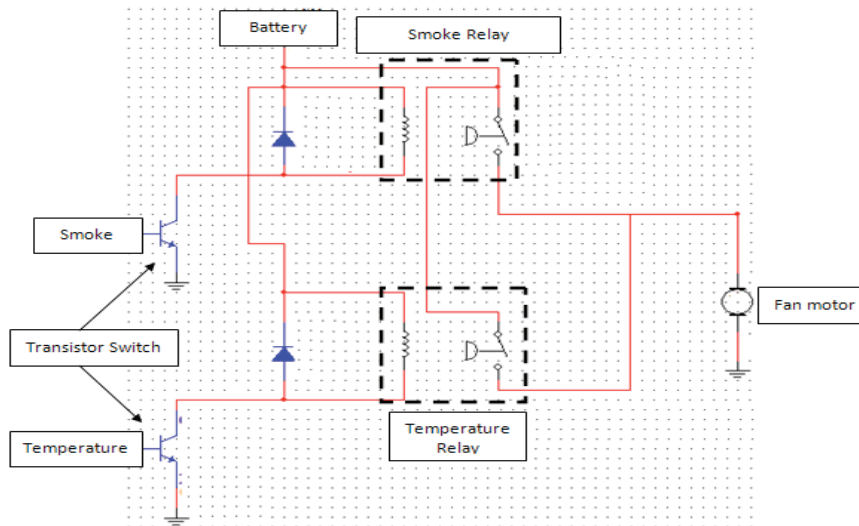 Battery
Smoke Relay
Smoke
Fan motor
Transistor Switch
Temperature
Temperature
Relay